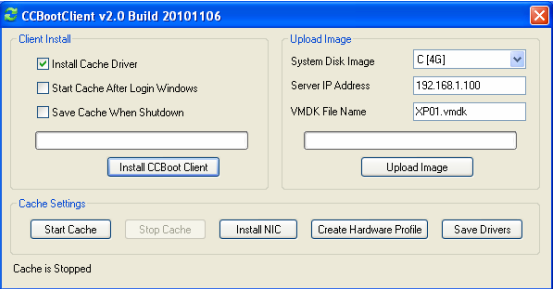 CCBootClient v2.0 Build 20101106
Client Install
Install Cache Driver
Start Cache After Login Windows
Save Cache When Shutdown
Install CCBoot Client
Upload Image
System Disk Image C [4G]
Server IP Address 192.168.1.100
VMDK File Name XP01.vmdk
Upload Image
Cache Settings
Start Cache Stop Cache Install NIC Create Hardware Profile Save Drivers
Cache is Stopped